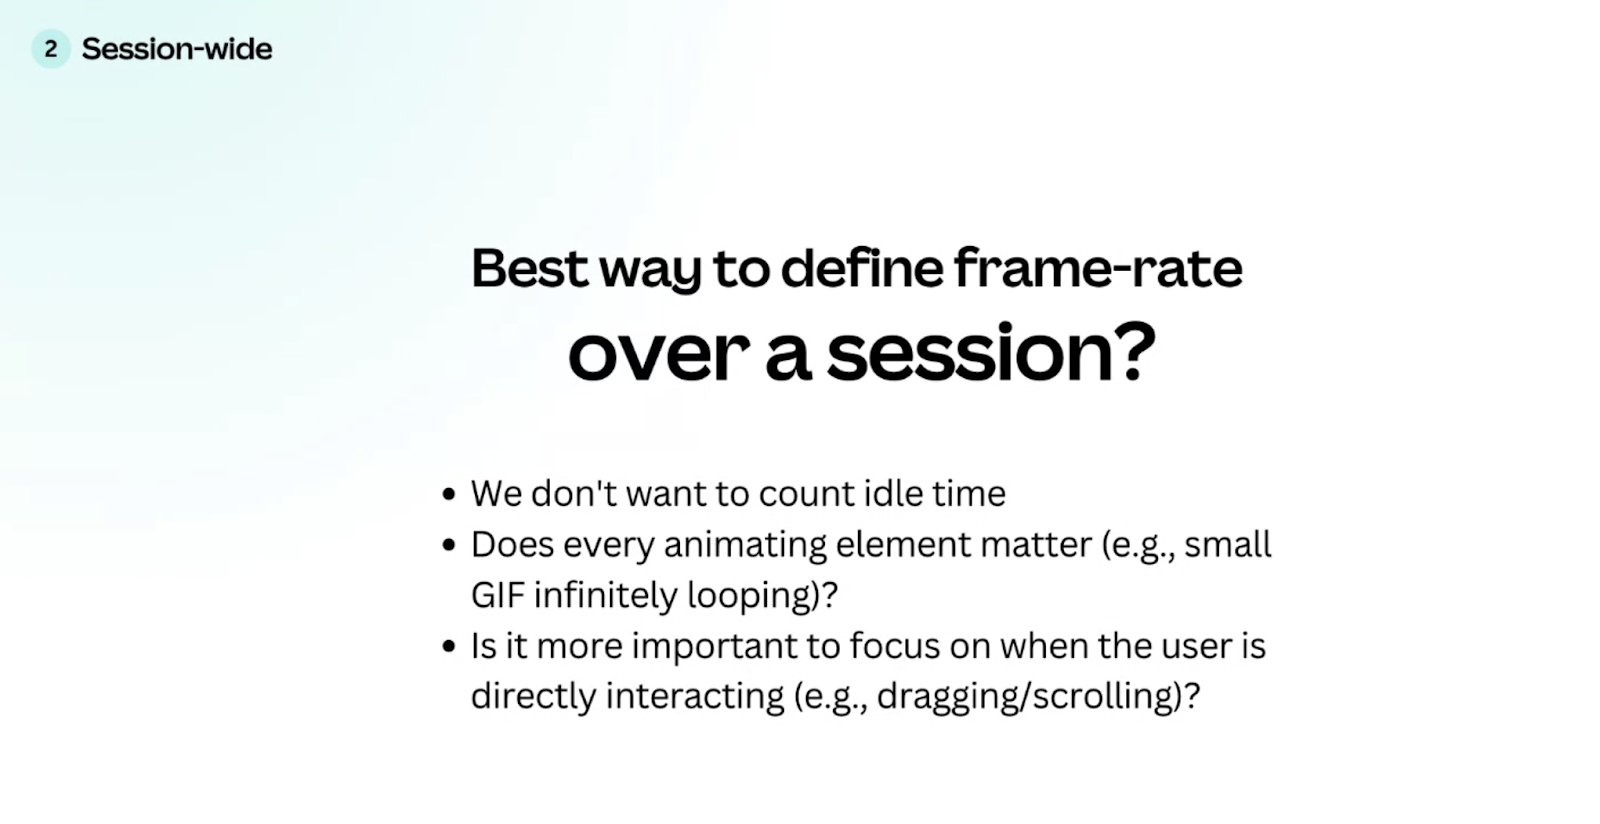 2 Session-wide
Best way to define frame-rate
over a session?
• We don't want to count idle time
• Does every animating element matter (e.g., small
GIF infinitely looping)?
• Is it more important to focus on when the user is
directly interacting (e.g., dragging/scrolling)?